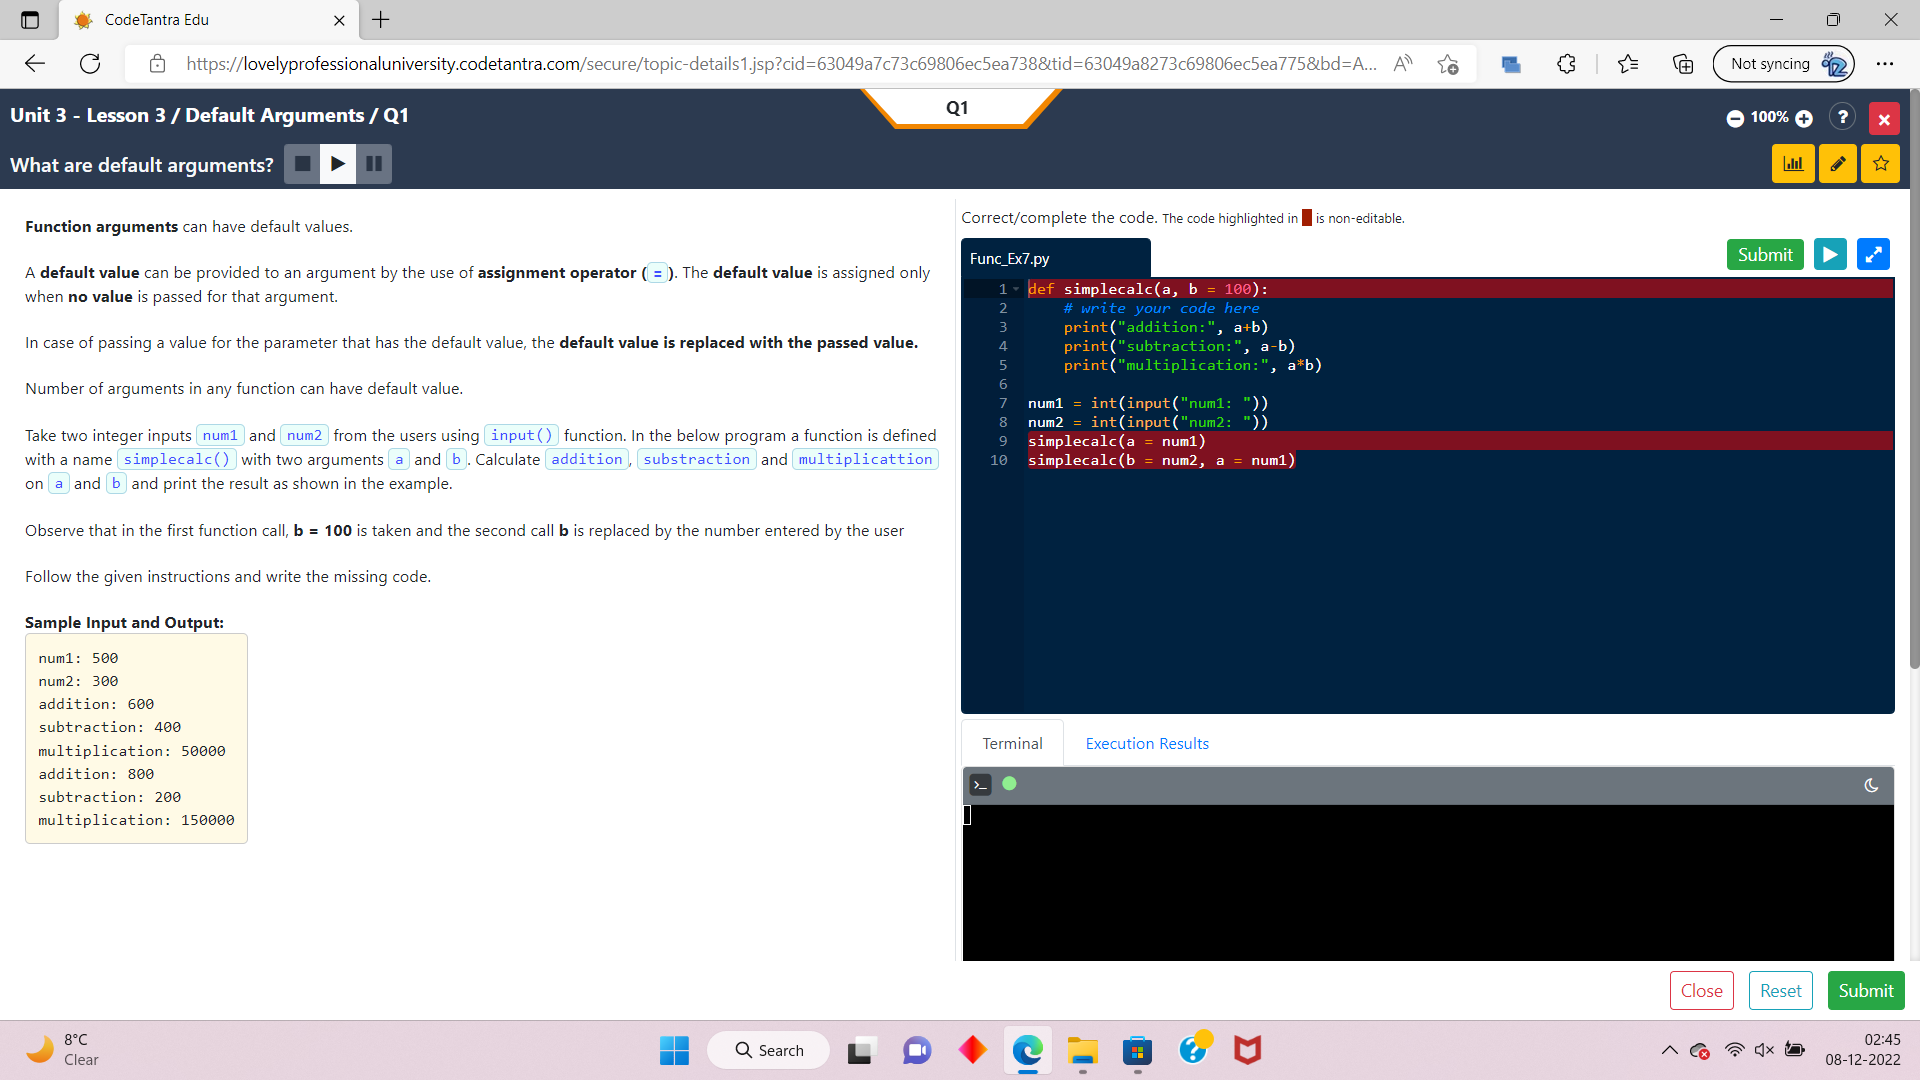 CodeTantra Edu
https://lovelyprofessionaluniversity.codetantra.com/secure/topic-details1.jsp?cid=63049a7c73c69806ec5ea738&tid=63049a8273c69806ec5ea775&bd=A...
Not syncing
Unit 3 - Lesson 3 / Default Arguments / Q1
Q1
100%
?
What are default arguments?
Function arguments can have default values.
A default value can be provided to an argument by the use of assignment operator ( = ). The default value is assigned only
when no value is passed for that argument.
In case of passing a value for the parameter that has the default value, the default value is replaced with the passed value.
Number of arguments in any function can have default value.
Take two integer inputs num1 and num2 from the users using input() function. In the below program a function is defined
with a name simplecalc() with two arguments a and b . Calculate addition , substraction and multiplicattion
on a and b and print the result as shown in the example.
Observe that in the first function call, b = 100 is taken and the second call b is replaced by the number entered by the user
Follow the given instructions and write the missing code.
Sample Input and Output:
num1: 500
num2: 300
addition: 600
subtraction: 400
multiplication: 50000
addition: 800
subtraction: 200
multiplication: 150000
Correct/complete the code. The code highlighted in is non-editable.
Func_Ex7.py
Submit
1 def simplecalc(a, b = 100):
2 # write your code here
3 print("addition:", a+b)
4 print("subtraction:", a-b)
5 print("multiplication:", a*b)
6
7 num1 = int(input("num1: "))
8 num2 = int(input("num2: "))
9 simplecalc(a = num1)
10 simplecalc(b = num2, a = num1)
Terminal
Execution Results
Close
Reset
Submit
8°C
Clear
Search
02:45
08-12-2022